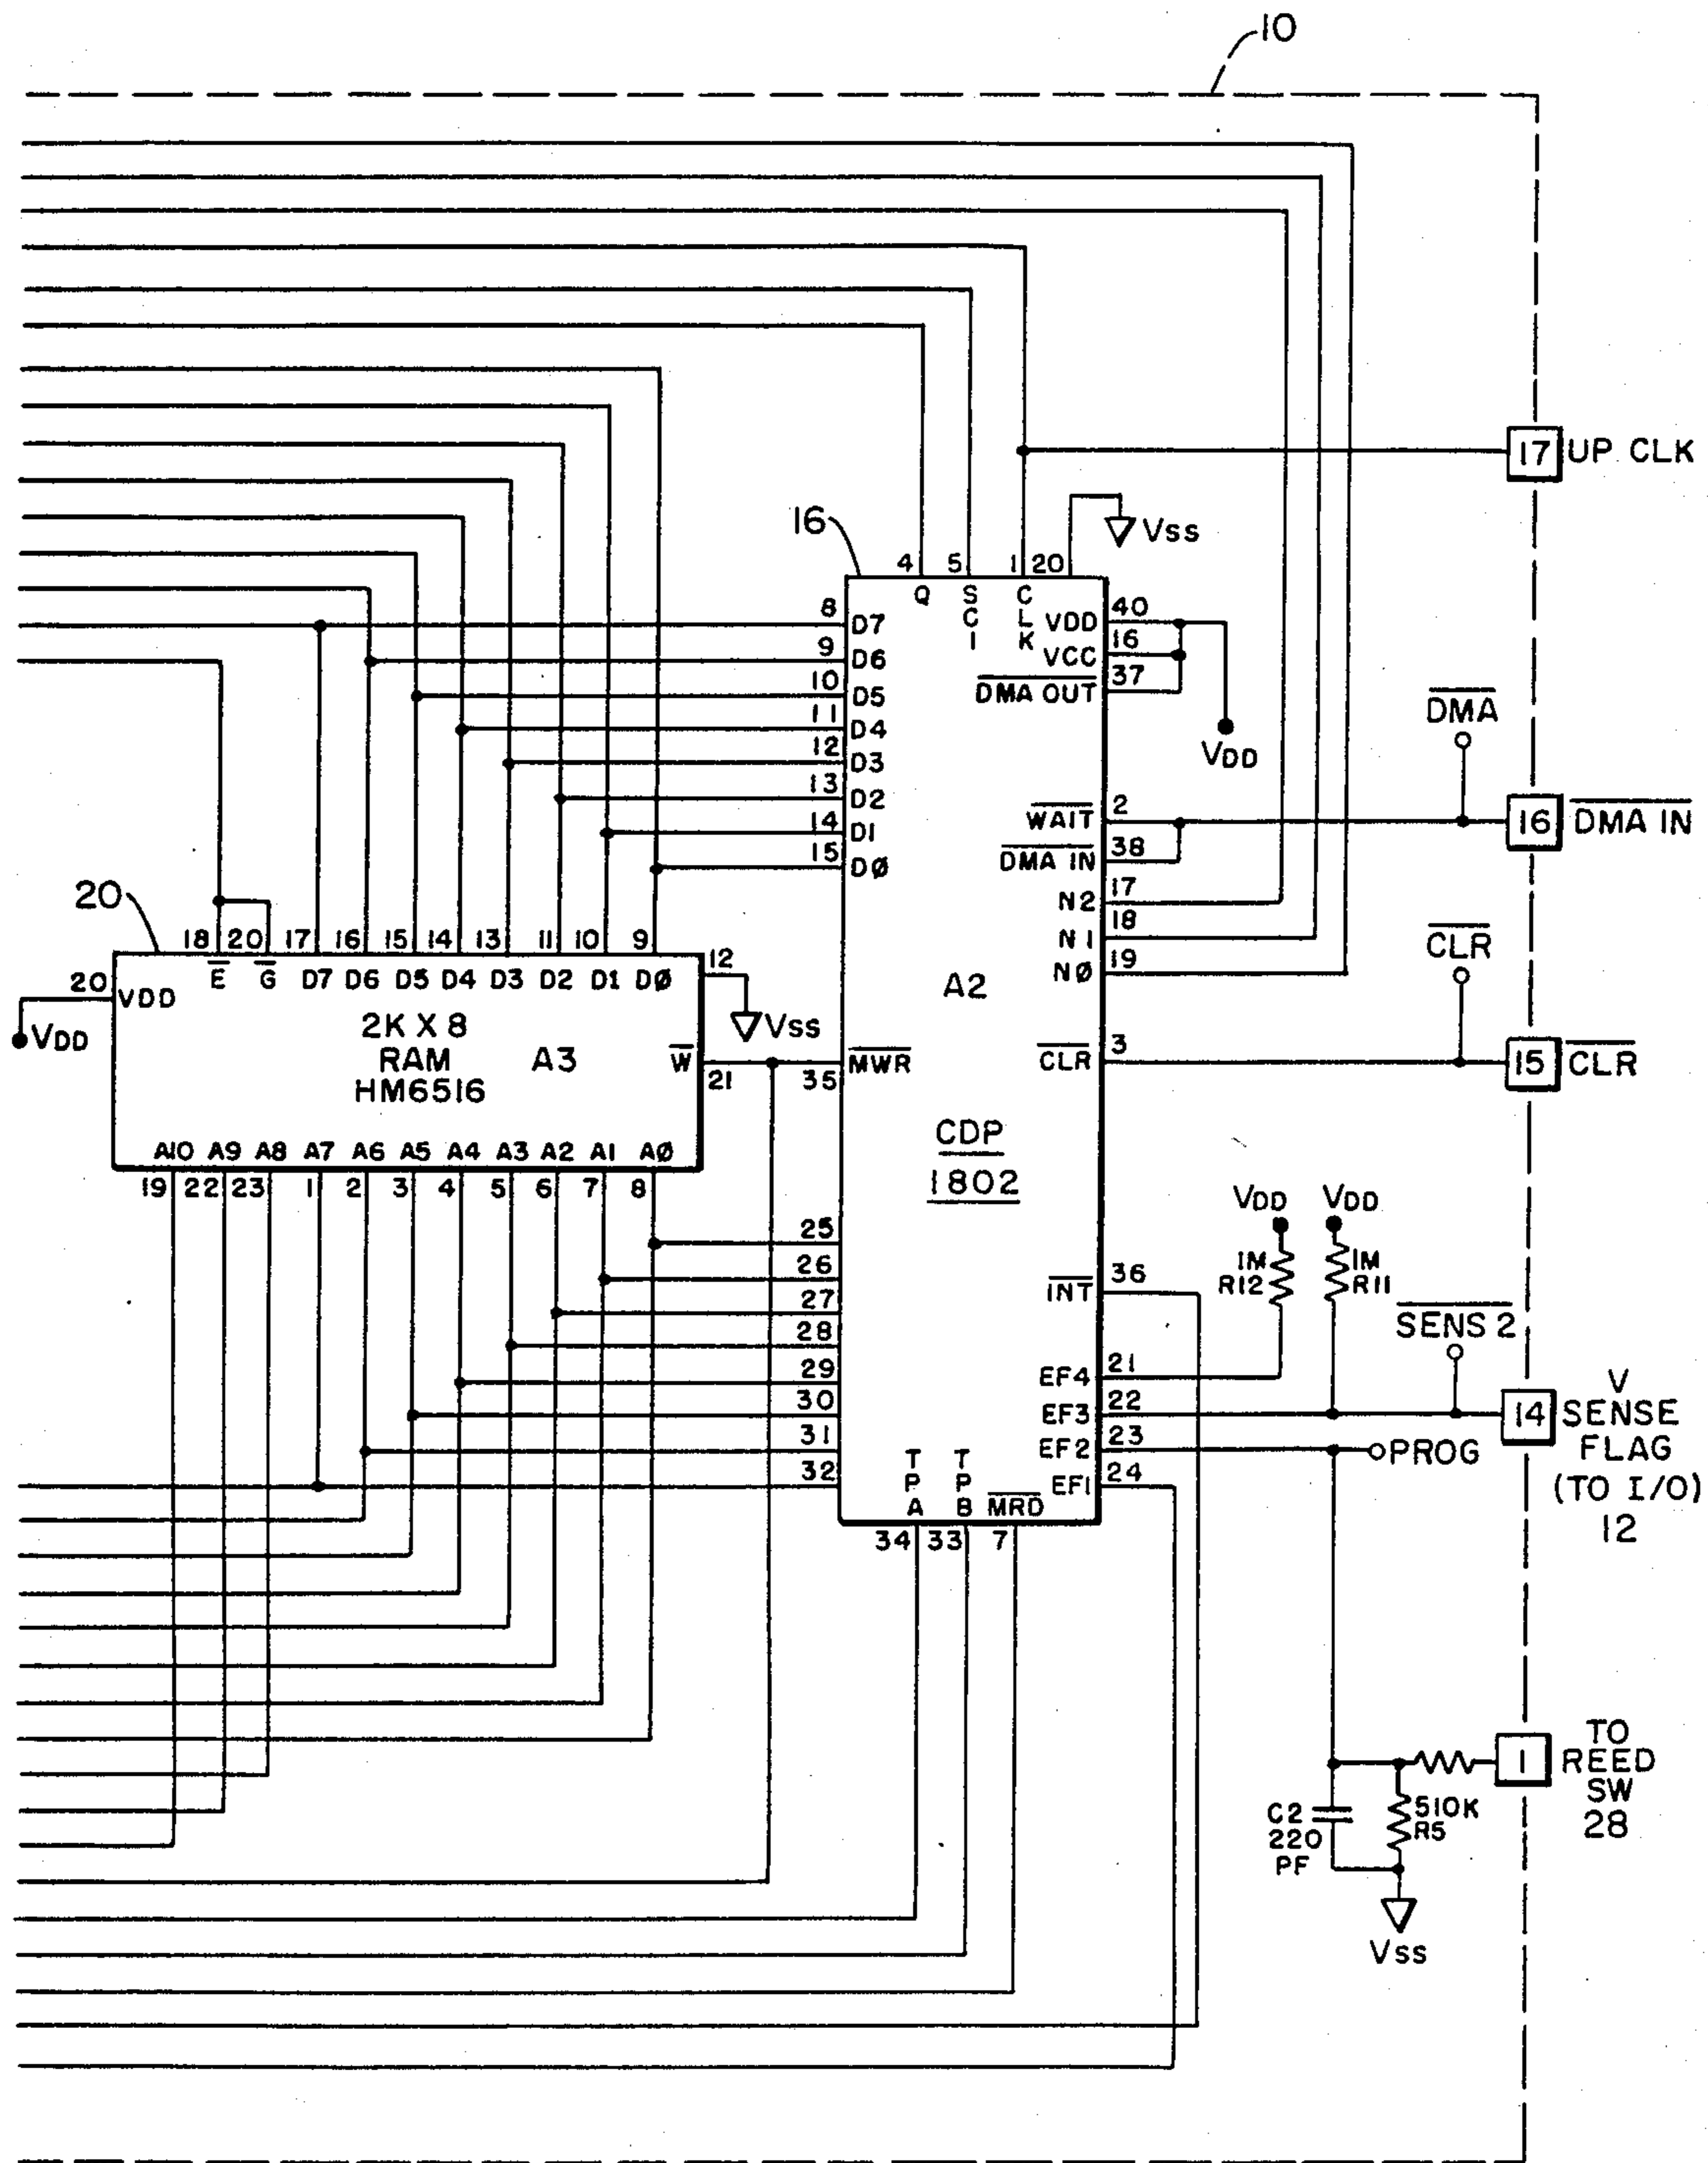 10
17 UP CLK
16
VSS
4 5 1 20
Q SCI CLK
8 D7
9 D6
10 D5
11 D4
12 D3
13 D2
14 D1
15 DØ
VDD 40
VCC 16
DMA OUT 37
VDD
DMA
WAIT 2
16 DMA IN
DMA IN 38
N2 17
N1 18
NØ 19
CLR
20
18 20 17 16 15 14 13 11 10 9
E G D7 D6 D5 D4 D3 D2 D1 DØ
12
VSS
20 VDD
VDD
2K X 8
RAM A3
HM6516
W
21
35
MWR
A2
CLR 3
15 CLR
CDP
1802
A10 A9 A8 A7 A6 A5 A4 A3 A2 A1 AØ
19 22 23 1 2 3 4 5 6 7 8
25
26
27
28
29
30
31
32
VDD VDD
1M
R12
1M
R11
INT 36
SENS 2
EF4 21
EF3 22
EF2 23
EF1 24
PROG
14
V
SENSE
FLAG
(TO I/O)
12
TPA TPB MRD
34 33 7
1
TO
REED
SW
28
C2
220
PF
510K
R5
VSS